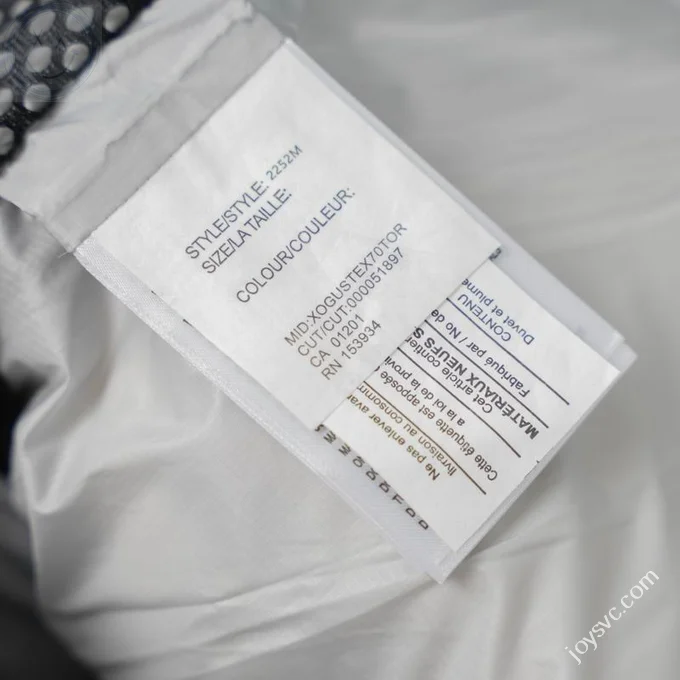 STYLE/STYLE: 2252M
SIZE/LA TAILLE:
COLOUR/COULEUR:
MID:XOGUSTEX70TOR
CUT/CUT:000051897
CA 01201
RN 153934
Ne pas enlever avan
livraison au consomm
Cette étiquette est apposée
a la loi de la provi
Cet article contien
MATÉRIAUX NEUFS S
Fabriqué par / No de
CONTENU
Duvet et plume
joysvc.com